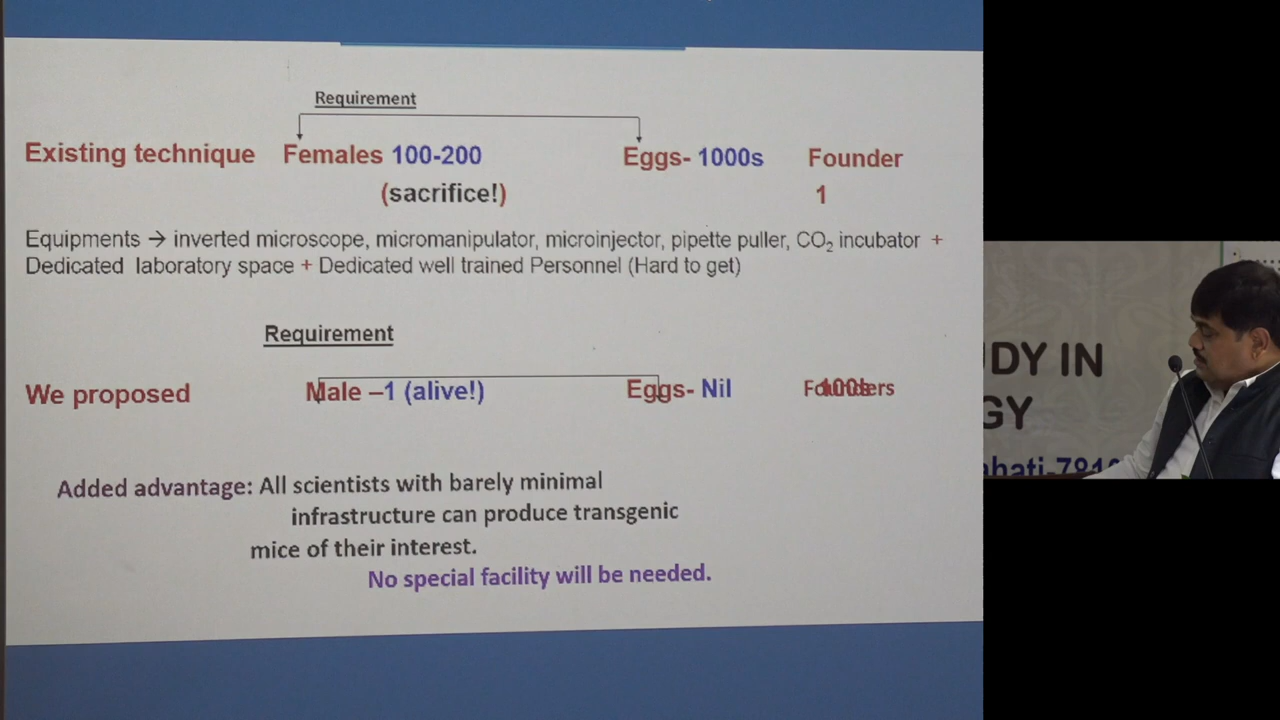 Requirement
Existing technique Females 100-200 Eggs- 1000s Founder
(sacrifice!) 1
Equipments → inverted microscope, micromanipulator, microinjector, pipette puller, CO₂ incubator +
Dedicated laboratory space + Dedicated well trained Personnel (Hard to get)
Requirement
We proposed Male –1 (alive!) Eggs- Nil Founders
100s
Added advantage: All scientists with barely minimal
infrastructure can produce transgenic
mice of their interest.
No special facility will be needed.
DY IN
GY